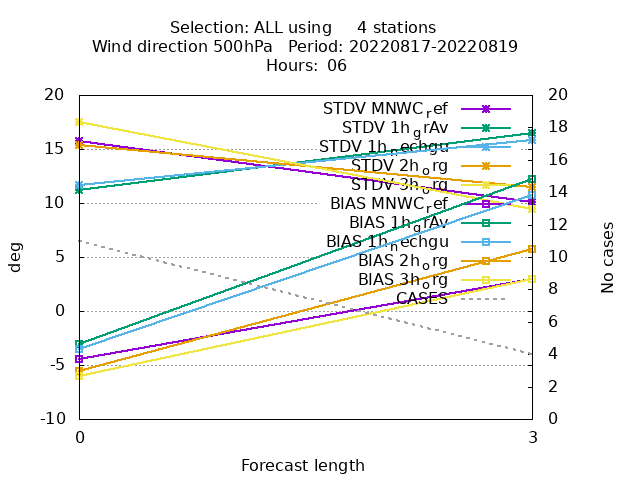 Selection: ALL using     4 stations
Wind direction 500hPa   Period: 20220817-20220819
Hours: 06
20
15
10
5
0
-5
-10
deg
STDV MNWC_ref
STDV 1h_grAv
STDV 1h_nechgu
STDV 2h_org
STDV 3h_org
BIAS MNWC_ref
BIAS 1h_grAv
BIAS 1h_nechgu
BIAS 2h_org
BIAS 3h_org
CASES
20
18
16
14
12
10
8
6
4
2
0
No cases
0 3
Forecast length